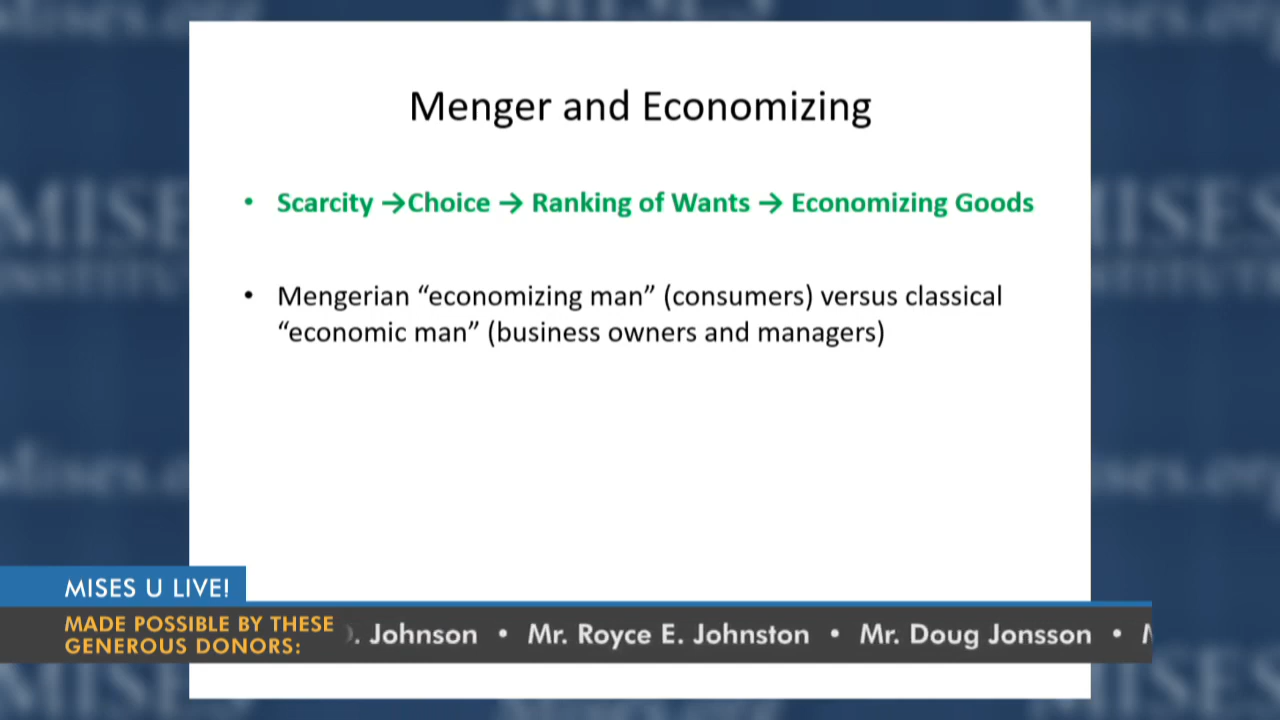 Menger and Economizing
• Scarcity →Choice → Ranking of Wants → Economizing Goods
• Mengerian “economizing man” (consumers) versus classical
“economic man” (business owners and managers)
MISES U LIVE!
MADE POSSIBLE BY THESE
GENEROUS DONORS:
. Johnson • Mr. Royce E. Johnston • Mr. Doug Jonsson •